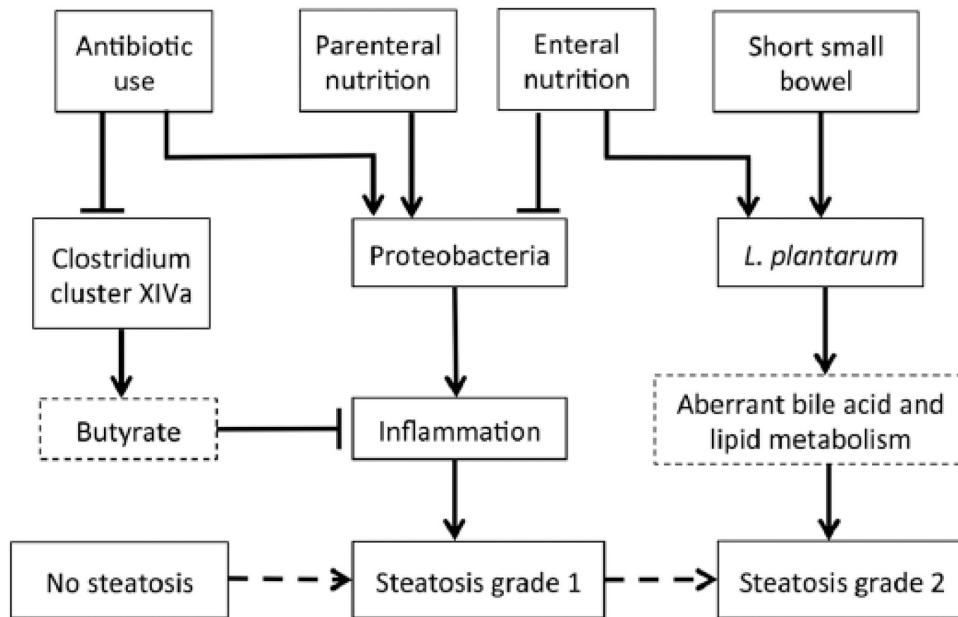 Antibiotic
use
Parenteral
nutrition
Enteral
nutrition
Short small
bowel
Clostridium
cluster XIVa
Proteobacteria
L. plantarum
Butyrate
Inflammation
Aberrant bile acid and
lipid metabolism
No steatosis
Steatosis grade 1
Steatosis grade 2